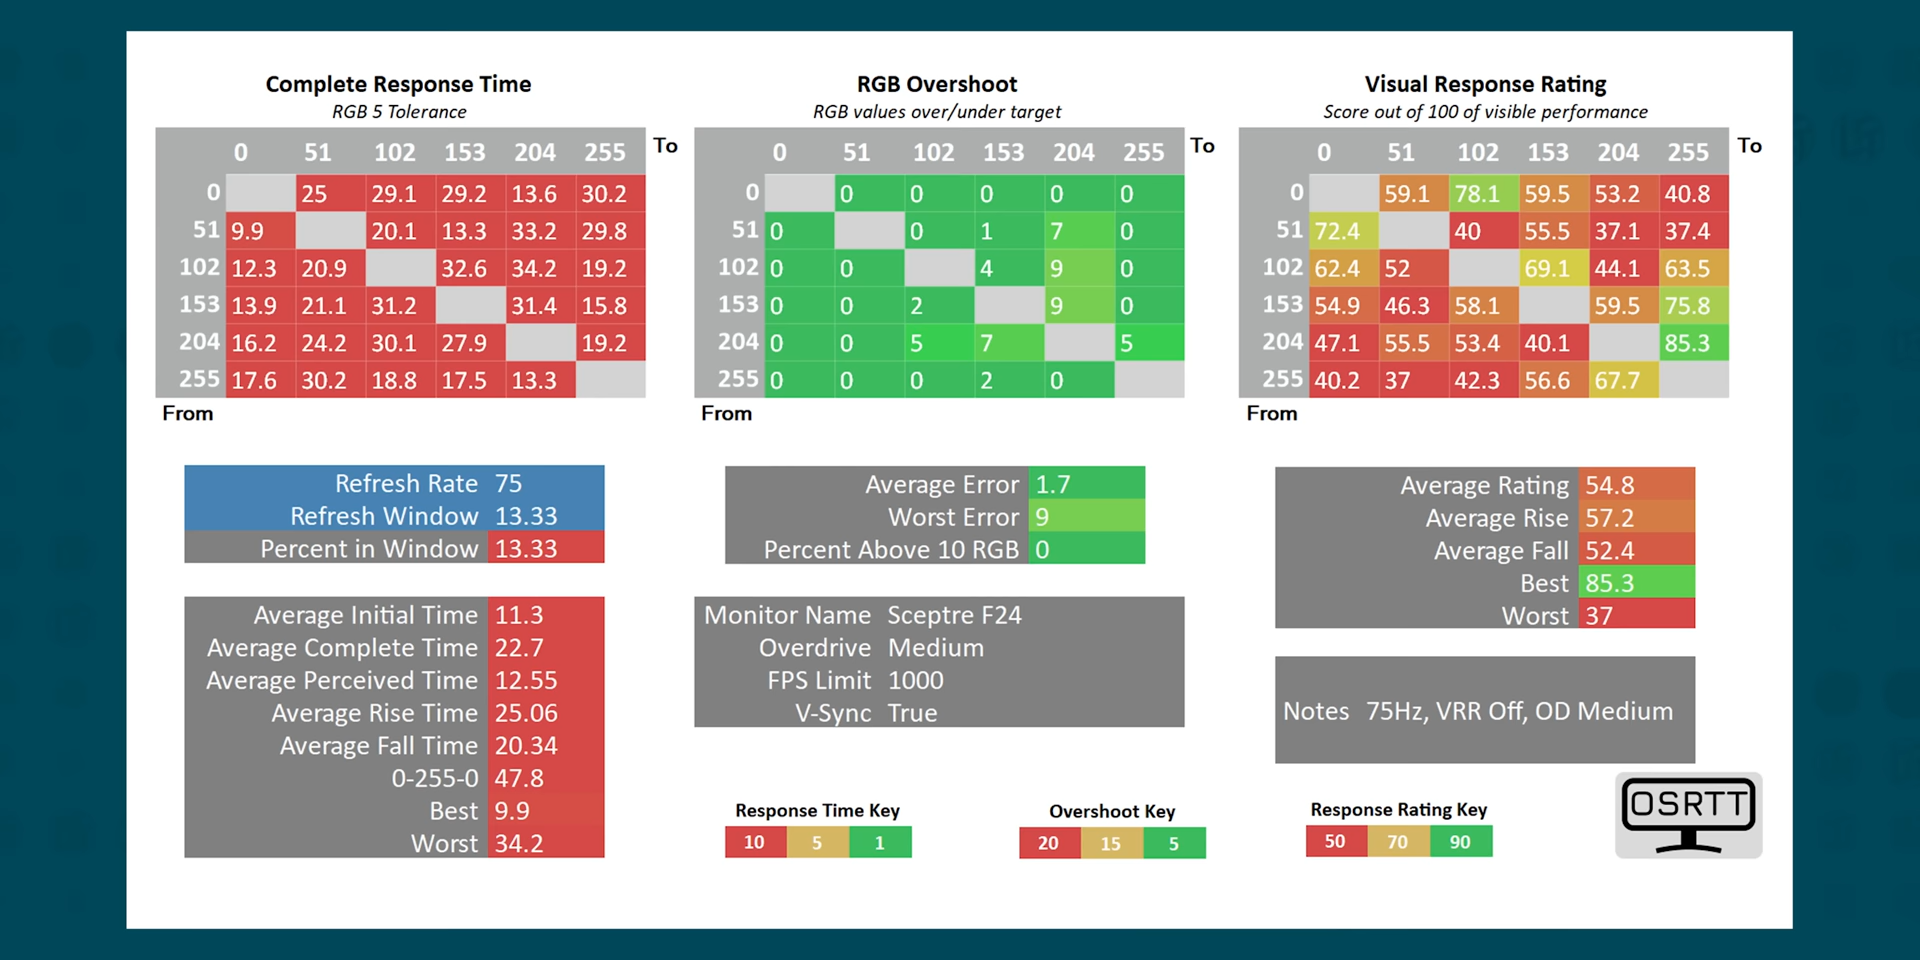 Complete Response Time
RGB 5 Tolerance
0 51 102 153 204 255 To
0 25 29.1 29.2 13.6 30.2
51 9.9 20.1 13.3 33.2 29.8
102 12.3 20.9 32.6 34.2 19.2
153 13.9 21.1 31.2 31.4 15.8
204 16.2 24.2 30.1 27.9 19.2
255 17.6 30.2 18.8 17.5 13.3
From
RGB Overshoot
RGB values over/under target
0 51 102 153 204 255 To
0 0 0 0 0 0
51 0 0 1 7 0
102 0 0 4 9 0
153 0 0 2 9 0
204 0 0 5 7 5
255 0 0 0 2 0
From
Visual Response Rating
Score out of 100 of visible performance
0 51 102 153 204 255 To
0 59.1 78.1 59.5 53.2 40.8
51 72.4 40 55.5 37.1 37.4
102 62.4 52 69.1 44.1 63.5
153 54.9 46.3 58.1 59.5 75.8
204 47.1 55.5 53.4 40.1 85.3
255 40.2 37 42.3 56.6 67.7
From
Refresh Rate 75
Refresh Window 13.33
Percent in Window 13.33
Average Initial Time 11.3
Average Complete Time 22.7
Average Perceived Time 12.55
Average Rise Time 25.06
Average Fall Time 20.34
0-255-0 47.8
Best 9.9
Worst 34.2
Average Error 1.7
Worst Error 9
Percent Above 10 RGB 0
Monitor Name Sceptre F24
Overdrive Medium
FPS Limit 1000
V-Sync True
Average Rating 54.8
Average Rise 57.2
Average Fall 52.4
Best 85.3
Worst 37
Notes 75Hz, VRR Off, OD Medium
Response Time Key
10 5 1
Overshoot Key
20 15 5
Response Rating Key
50 70 90
OSRTT